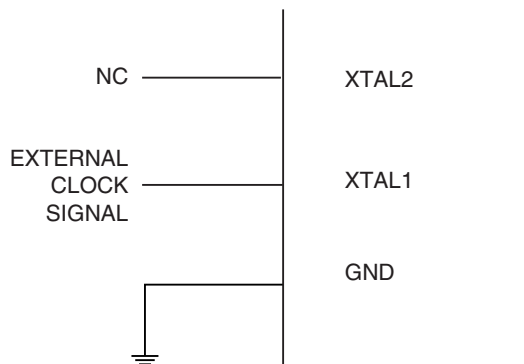 NC
XTAL2
EXTERNAL
CLOCK
SIGNAL
XTAL1
GND